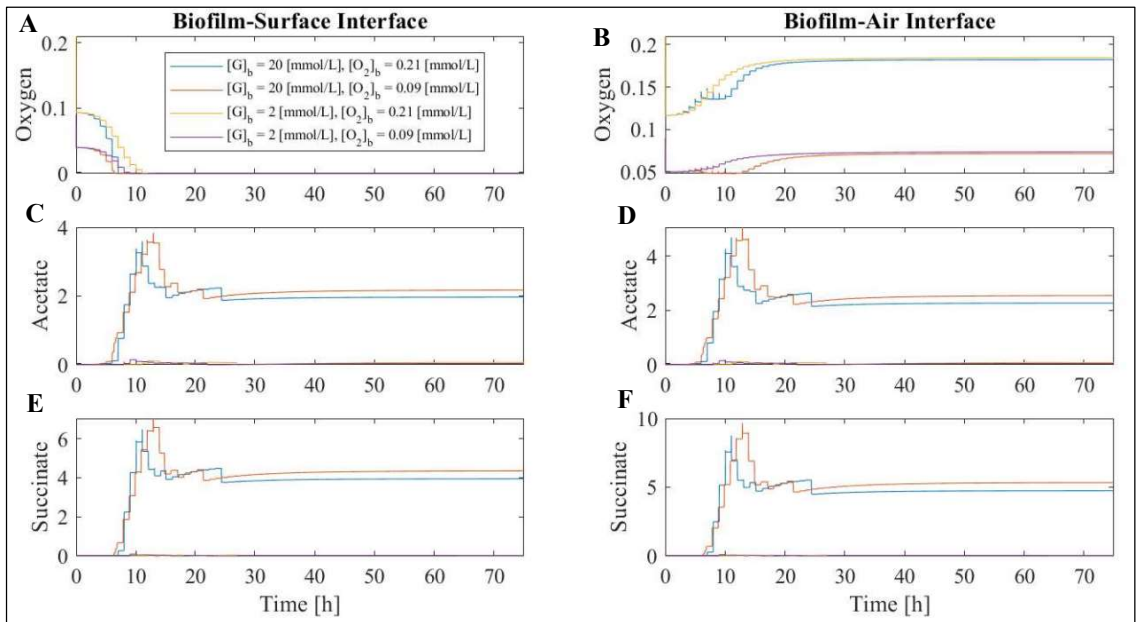 A Biofilm-Surface Interface
B Biofilm-Air Interface
0.2
0.1
0
Oxygen
[G]b = 20 [mmol/L], [O2]b = 0.21 [mmol/L]
[G]b = 20 [mmol/L], [O2]b = 0.09 [mmol/L]
[G]b = 2 [mmol/L], [O2]b = 0.21 [mmol/L]
[G]b = 2 [mmol/L], [O2]b = 0.09 [mmol/L]
0 10 20 30 40 50 60 70
0.2
0.15
0.1
0.05
Oxygen
0 10 20 30 40 50 60 70
C
4
2
0
Acetate
0 10 20 30 40 50 60 70
D
4
2
0
Acetate
0 10 20 30 40 50 60 70
E
6
4
2
0
Succinate
0 10 20 30 40 50 60 70
Time [h]
F
10
5
0
Succinate
0 10 20 30 40 50 60 70
Time [h]